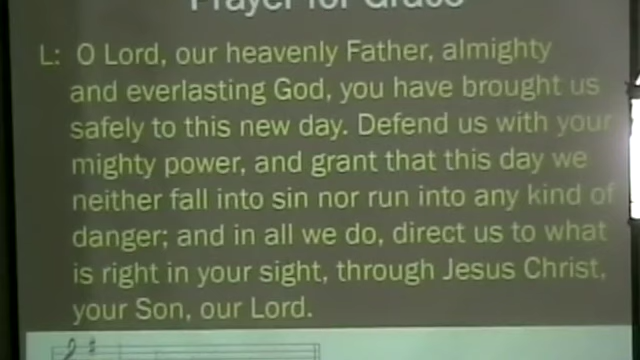 Prayer for Grace
L: O Lord, our heavenly Father, almighty
and everlasting God, you have brought us
safely to this new day. Defend us with your
mighty power, and grant that this day we
neither fall into sin nor run into any kind of
danger; and in all we do, direct us to what
is right in your sight, through Jesus Christ,
your Son, our Lord.